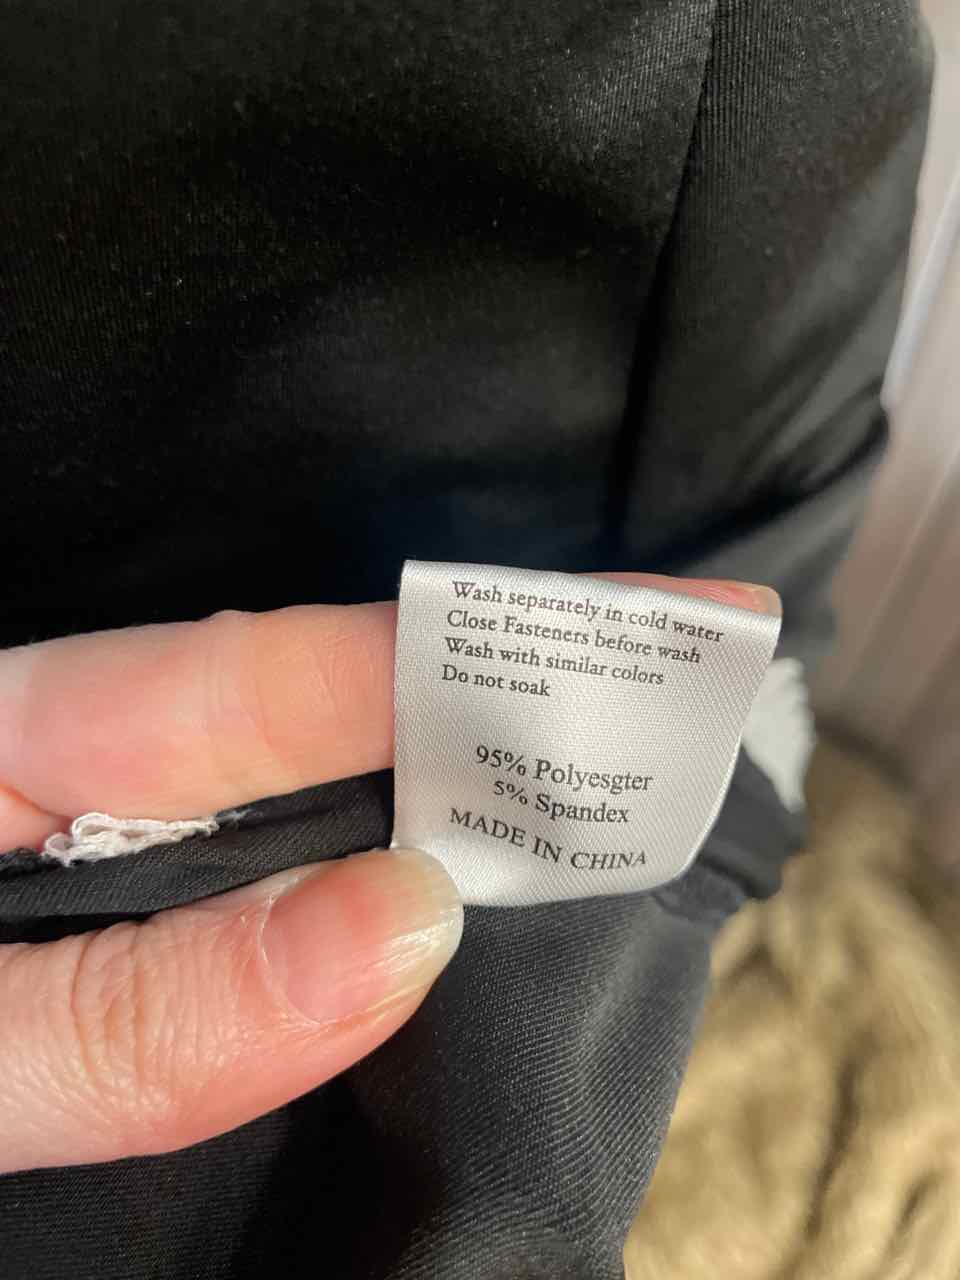 Wash separately in cold water
Close Fasteners before wash
Wash with similar colors
Do not soak
95% Polyesgter
5% Spandex
MADE IN CHINA